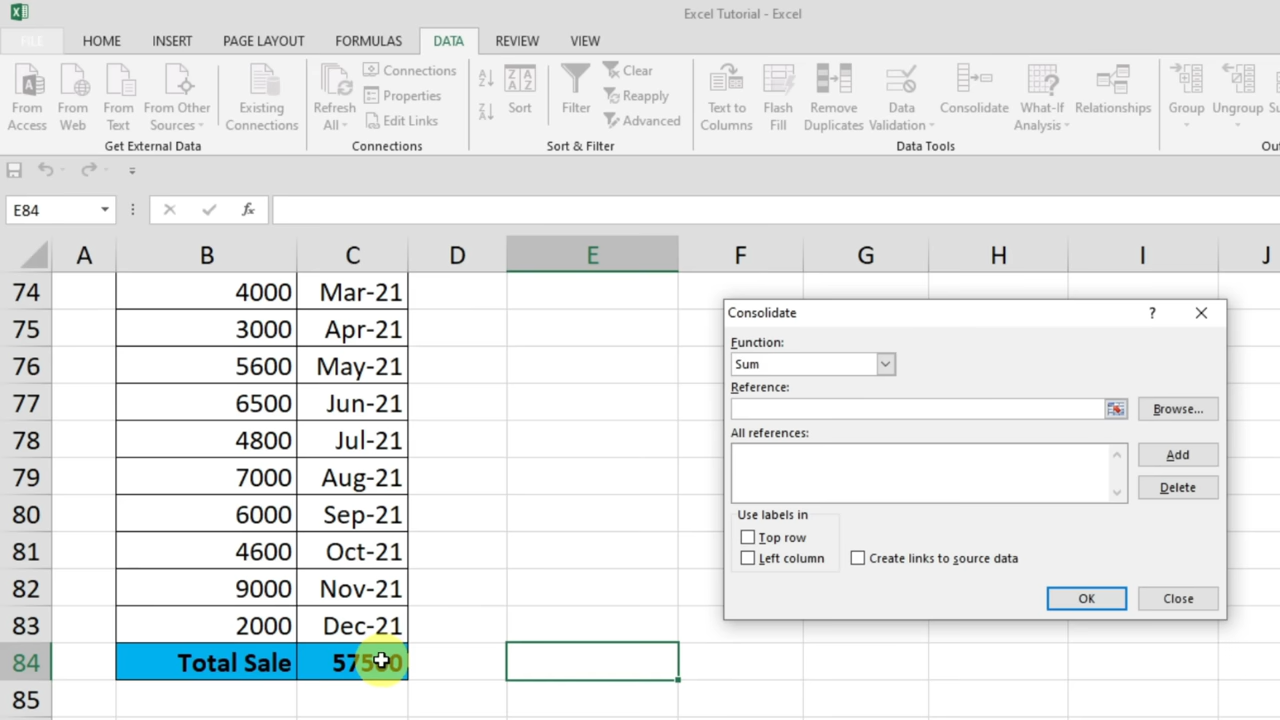 Excel Tutorial - Excel
FILE HOME INSERT PAGE LAYOUT FORMULAS DATA REVIEW VIEW
From Access
From Web
From Text
From Other Sources
Existing Connections
Get External Data
Refresh All
Connections
Properties
Edit Links
Connections
Sort
Filter
Clear
Reapply
Advanced
Sort & Filter
Text to Columns
Flash Fill
Remove Duplicates
Data Validation
Consolidate
What-If Analysis
Relationships
Data Tools
Group
Ungroup
E84
fx
A B C D E F G H I J
74 4000 Mar-21
75 3000 Apr-21
76 5600 May-21
77 6500 Jun-21
78 4800 Jul-21
79 7000 Aug-21
80 6000 Sep-21
81 4600 Oct-21
82 9000 Nov-21
83 2000 Dec-21
84 Total Sale 57500
85
Consolidate ?
Function:
Sum
Reference:
Browse...
All references:
Add
Delete
Use labels in
Top row
Left column
Create links to source data
OK
Close